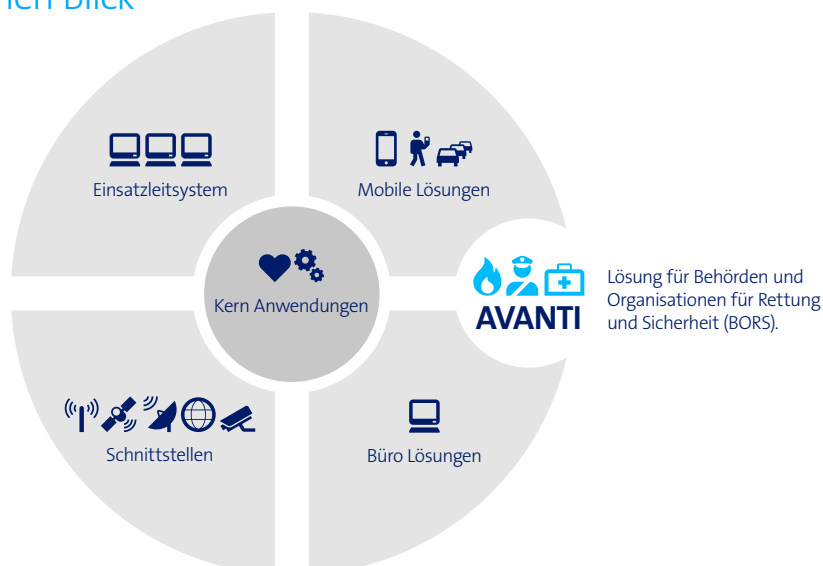 Blick
Einsatzleitsystem
Mobile Lösungen
Kern Anwendungen
AVANTI
Lösung für Behörden und
Organisationen für Rettung
und Sicherheit (BORS).
Schnittstellen
Büro Lösungen